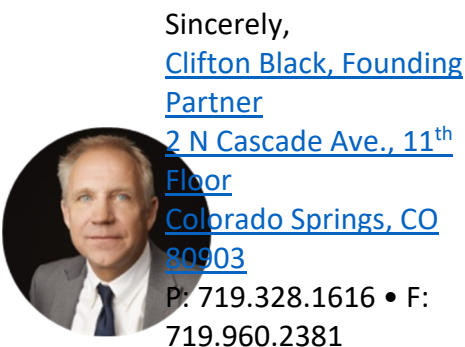 Sincerely,
Clifton Black, Founding
Partner
2 N Cascade Ave., 11th
Floor
Colorado Springs, CO
80903
P: 719.328.1616 • F:
719.960.2381